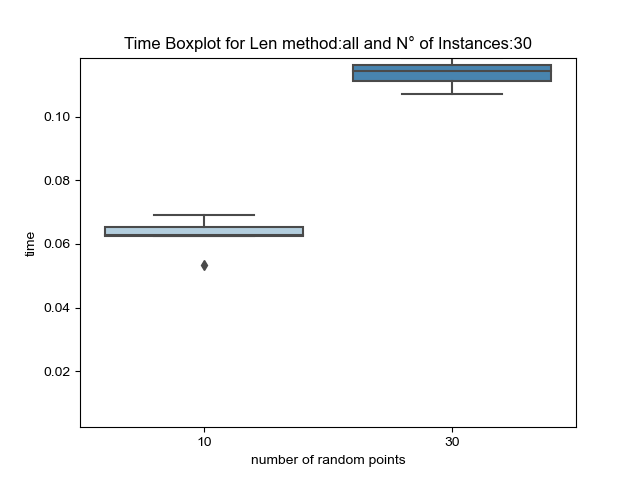 Time Boxplot for Len method:all and N° of Instances:30
0.10
0.08
0.06
0.04
0.02
time
10 30
number of random points